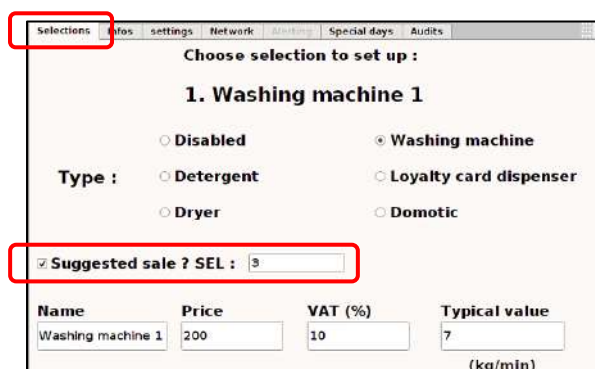 Selections Infos settings Network Alerting Special days Audits
Choose selection to set up :
1. Washing machine 1
Disabled Washing machine
Type : Detergent Loyalty card dispenser
Dryer Domotic
Suggested sale ? SEL : 3
Name Price VAT (%) Typical value
Washing machine 1 200 10 7
(kg/min)